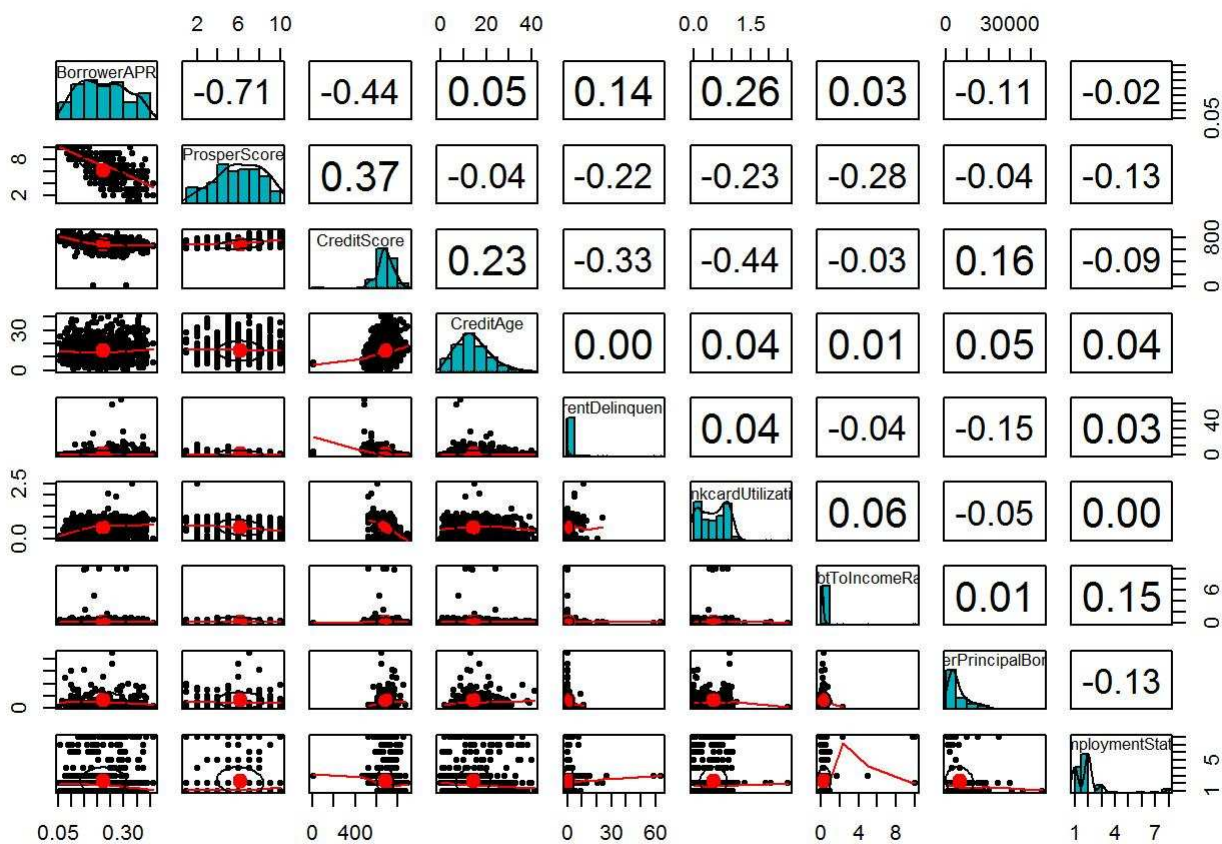 2 6 10 0 20 40 0.0 1.5 0 30000
BorrowerAPR -0.71 -0.44 0.05 0.14 0.26 0.03 -0.11 -0.02 0.05
2 8 ProsperScore 0.37 -0.04 -0.22 -0.23 -0.28 -0.04 -0.13
CreditScore 0.23 -0.33 -0.44 -0.03 0.16 -0.09 0 800
0 30 CreditAge 0.00 0.04 0.01 0.05 0.04
rentDelinquen 0.04 -0.04 -0.15 0.03 0 40
0.0 2.5 nkcardUtilizati 0.06 -0.05 0.00
btToIncomeRa 0.01 0.15 0 6
0 erPrincipalBor -0.13
mploymentStat 1 5
0.05 0.30 0 400 0 30 60 0 4 8 1 4 7